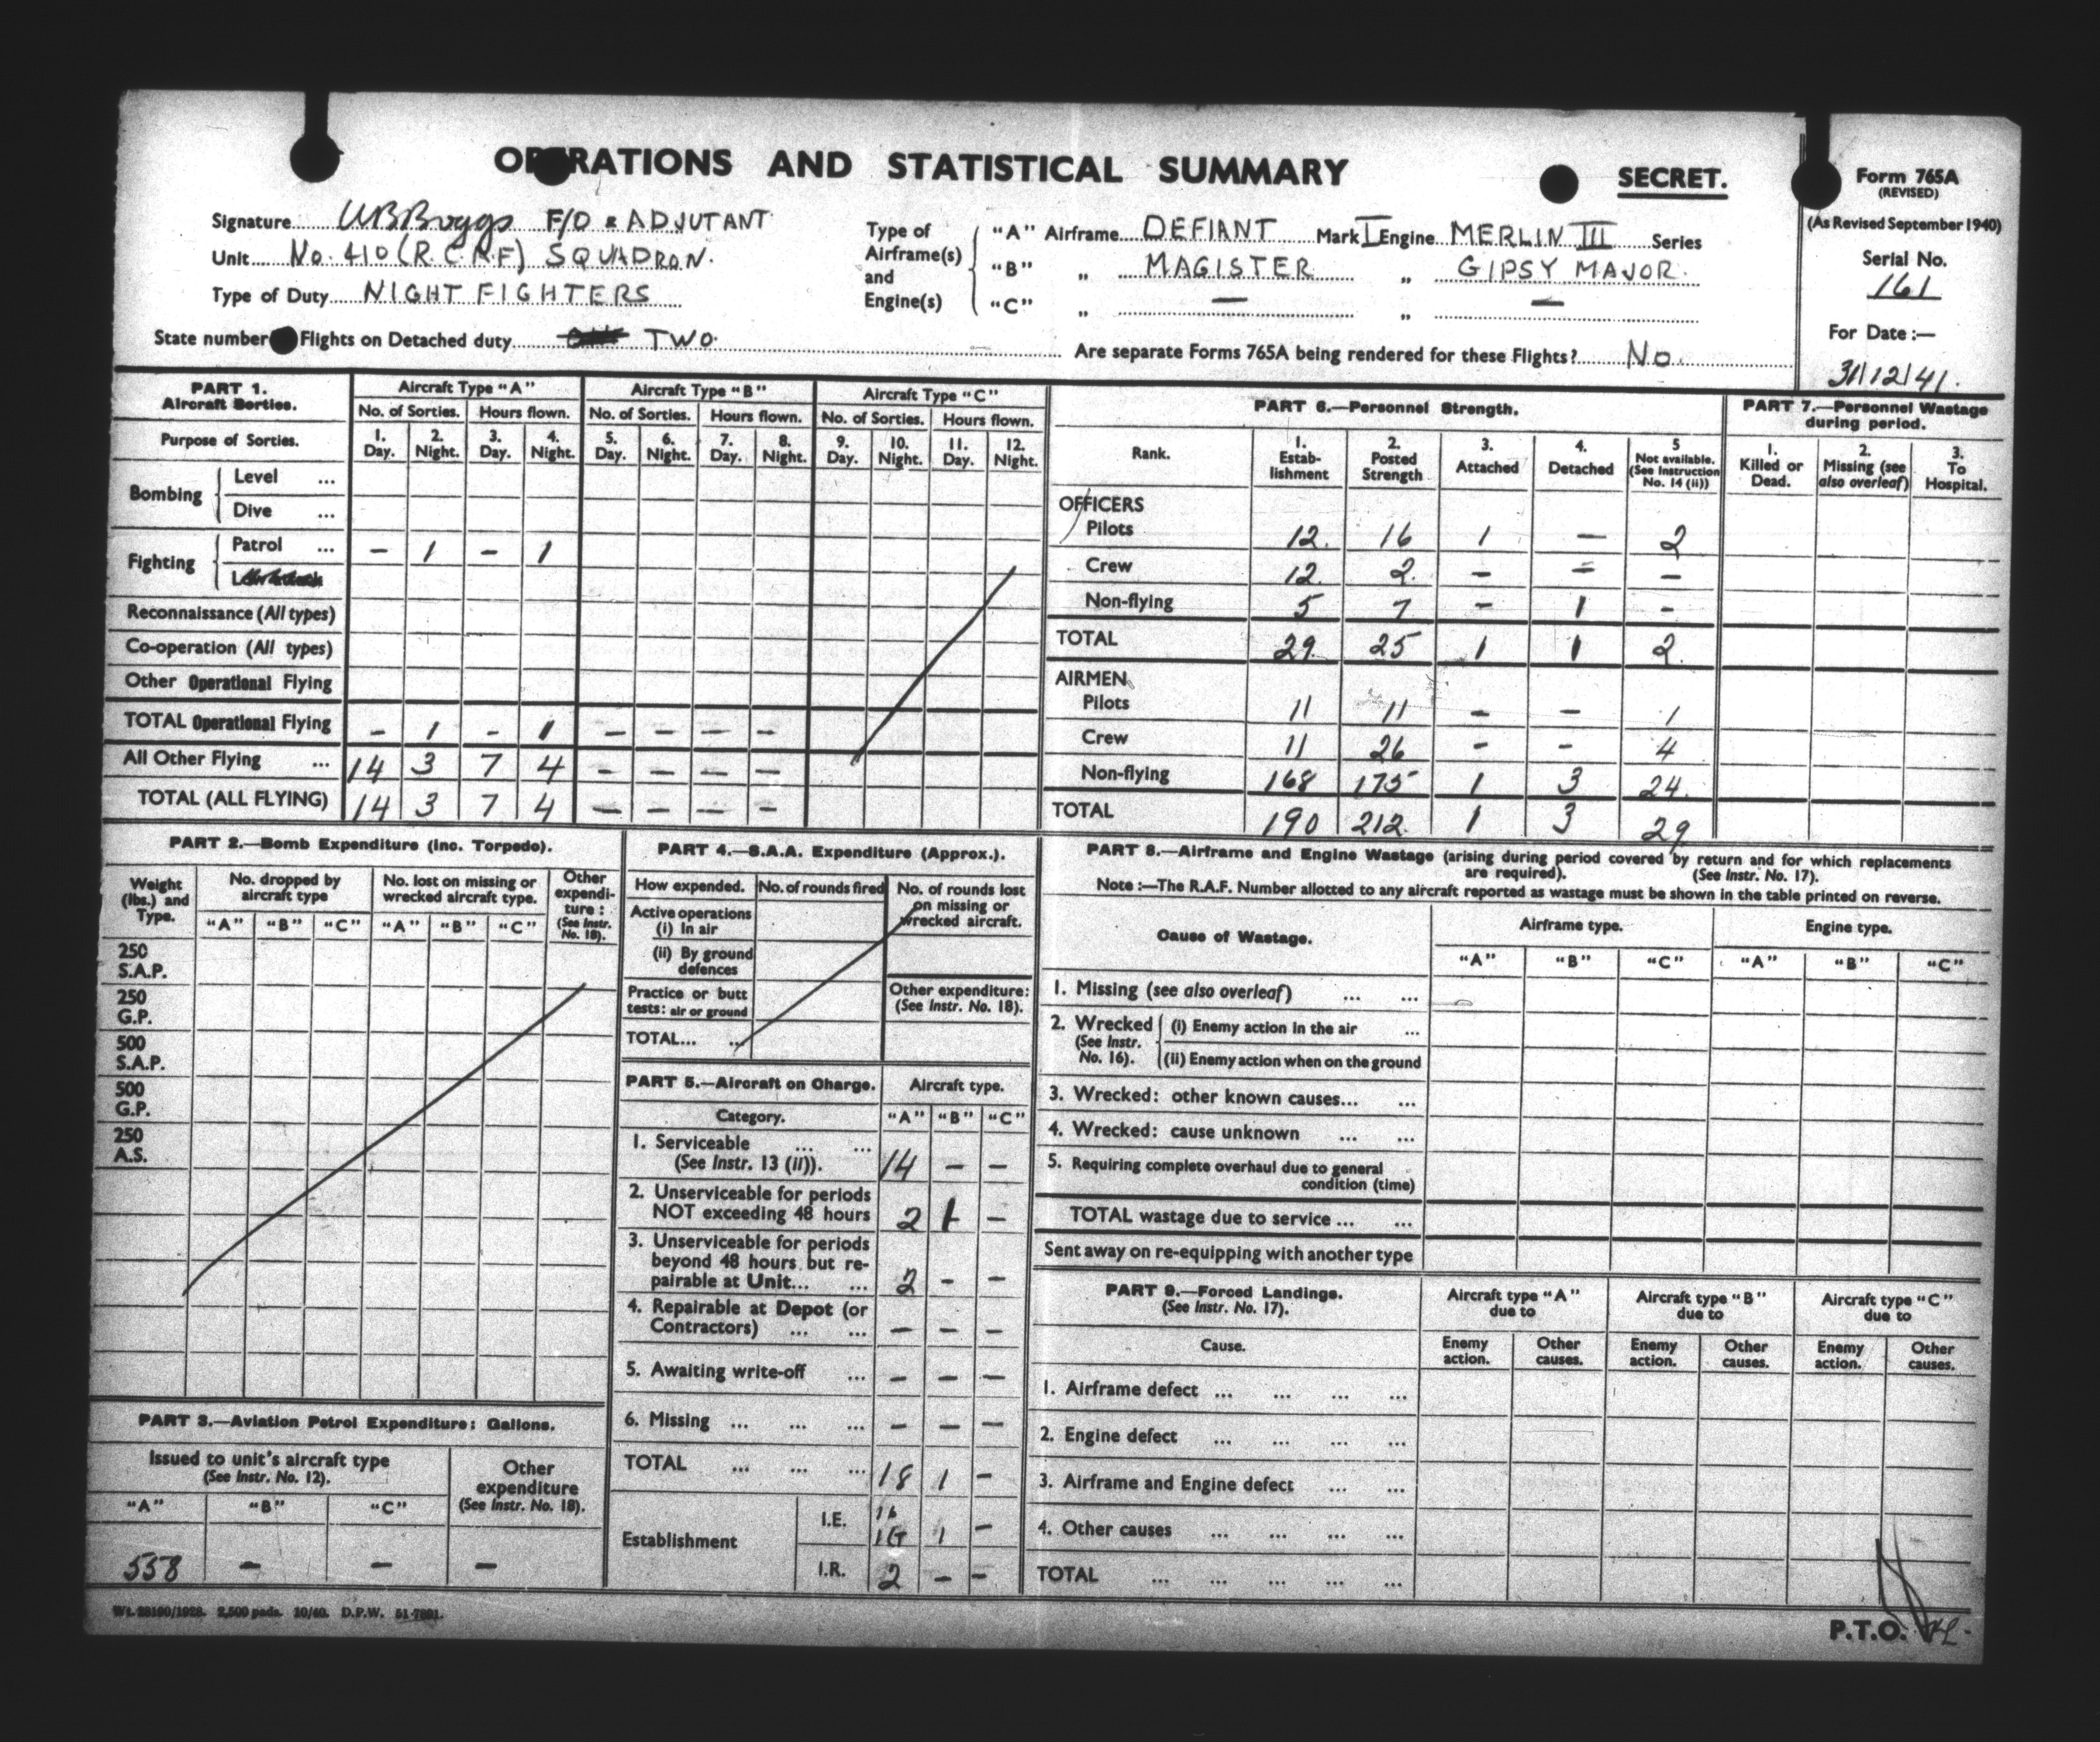 OPERATIONS AND STATISTICAL SUMMARY
SECRET.
Form 765A
(REVISED)
(As Revised September 1940)
Serial No.
161
For Date :—
31/12/41.
Signature WBBoggs F/O & ADJUTANT
Unit No. 410 (R.C.A.F) SQUADRON.
Type of Duty NIGHT FIGHTERS
State number Flights on Detached duty TWO.
Type of Airframe(s) and Engine(s)
"A" Airframe DEFIANT Mark I Engine MERLIN III Series
"B" " MAGISTER " GIPSY MAJOR.
"C" " — " —
Are separate Forms 765A being rendered for these Flights? No.
PART 1.
Aircraft Sorties.
Aircraft Type "A" Aircraft Type "B" Aircraft Type "C"
No. of Sorties. Hours flown. No. of Sorties. Hours flown. No. of Sorties. Hours flown.
Purpose of Sorties.
1. Day. 2. Night. 3. Day. 4. Night. 5. Day. 6. Night. 7. Day. 8. Night. 9. Day. 10. Night. 11. Day. 12. Night.
Bombing
Level ...
Dive ...
Fighting
Patrol ... – 1 – 1
Reconnaissance (All types)
Co-operation (All types)
Other Operational Flying
TOTAL Operational Flying – 1 – 1 – – – –
All Other Flying ... 14 3 7 4 – – – –
TOTAL (ALL FLYING) 14 3 7 4 – – – –
PART 6.—Personnel Strength.
Rank.
1. Estab-lishment
2. Posted Strength
3. Attached
4. Detached
5 Not available. (See Instruction No. 14 (ii))
OFFICERS
Pilots 12. 16 1 – 2
Crew 12. 2. – – –
Non-flying 5 7 – 1 –
TOTAL 29. 25 1 1 2.
AIRMEN
Pilots 11 11 – – 1
Crew 11 26 – – 4
Non-flying 168 175 1 3 24.
TOTAL 190 212. 1 3 29
PART 7.—Personnel Wastage
during period.
1. Killed or Dead.
2. Missing (see also overleaf)
3. To Hospital.
PART 2.—Bomb Expenditure (Inc. Torpedo).
Weight (lbs.) and Type.
No. dropped by aircraft type
No. lost on missing or wrecked aircraft type.
Other expendi-ture : (See Instr. No. 18).
"A" "B" "C" "A" "B" "C"
250
S.A.P.
250
G.P.
500
S.A.P.
500
G.P.
250
A.S.
PART 3.—Aviation Petrol Expenditure: Gallons.
Issued to unit's aircraft type
(See Instr. No. 12).
Other expenditure
(See Instr. No. 18).
"A" "B" "C"
558 – – –
Wt. 28190/1928. 2,500 pads. 10/40. D.P.W. 51-7891.
PART 4.—S.A.A. Expenditure (Approx.).
How expended. No. of rounds fired No. of rounds lost on missing or wrecked aircraft.
Active operations
(i) In air
(ii) By ground defences
Practice or butt tests: air or ground
Other expenditure:
(See Instr. No. 18).
TOTAL... ...
PART 5.—Aircraft on Charge. Aircraft type.
Category. "A" "B" "C"
1. Serviceable ... ...
(See Instr. 13 (ii)). 14 – –
2. Unserviceable for periods
NOT exceeding 48 hours 2 1 –
3. Unserviceable for periods
beyond 48 hours but re-
pairable at Unit... ... 2 – –
4. Repairable at Depot (or
Contractors) ... ... – – –
5. Awaiting write-off ... – – –
6. Missing ... ... ... – – –
TOTAL ... ... ... 18 1 –
Establishment
I.E. 16 1 –
I.R. 2 – –
PART 8.—Airframe and Engine Wastage (arising during period covered by return and for which replacements
are required). (See Instr. No. 17).
Note :—The R.A.F. Number allotted to any aircraft reported as wastage must be shown in the table printed on reverse.
Cause of Wastage. Airframe type. Engine type.
"A" "B" "C" "A" "B" "C"
1. Missing (see also overleaf) ... ...
2. Wrecked (See Instr. No. 16).
(i) Enemy action in the air ...
(ii) Enemy action when on the ground
3. Wrecked: other known causes... ...
4. Wrecked: cause unknown ... ...
5. Requiring complete overhaul due to general
condition (time)
TOTAL wastage due to service ... ...
Sent away on re-equipping with another type
PART 9.—Forced Landings.
(See Instr. No. 17).
Aircraft type "A" due to
Aircraft type "B" due to
Aircraft type "C" due to
Cause.
Enemy action. Other causes. Enemy action. Other causes. Enemy action. Other causes.
1. Airframe defect ... ... ... ...
2. Engine defect ... ... ... ...
3. Airframe and Engine defect ... ...
4. Other causes ... ... ... ...
TOTAL ... ... ... ... ...
P.T.O.